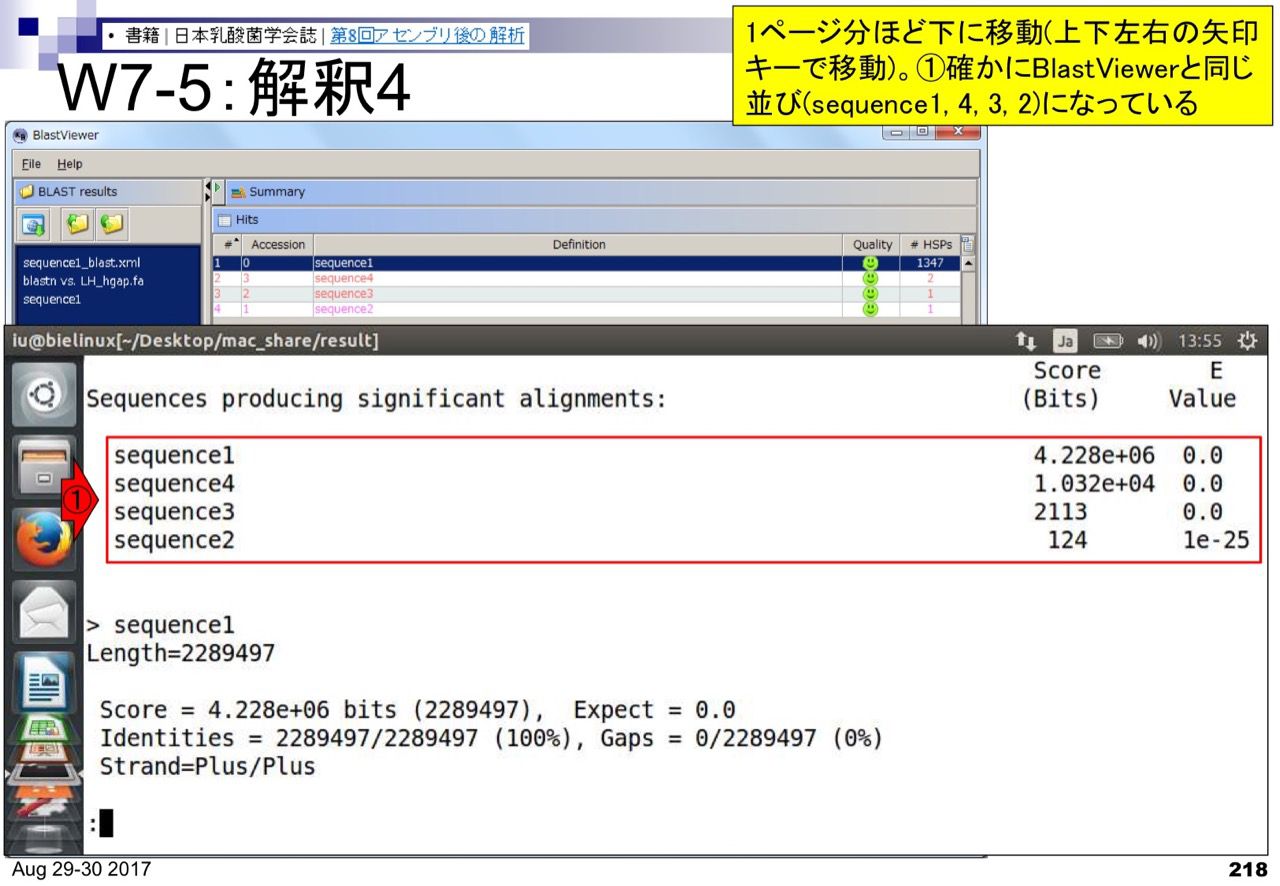 • 書籍 | 日本乳酸菌学会誌 | 第8回アセンブリ後の解析
W7-5:解釈4
1ページ分ほど下に移動(上下左右の矢印
キーで移動)。①確かにBlastViewerと同じ
並び(sequence1, 4, 3, 2)になっている
BlastViewer
File Help
BLAST results
Summary
Hits
# Accession Definition Quality # HSPs
1 0 sequence1 1347
2 3 sequence4 2
3 2 sequence3 1
4 1 sequence2 1
sequence1_blast.xml
blastn vs. LH_hgap.fa
sequence1
iu@bielinux[~/Desktop/mac_share/result] Ja 13:55
Score E
Sequences producing significant alignments: (Bits) Value
①
sequence1 4.228e+06 0.0
sequence4 1.032e+04 0.0
sequence3 2113 0.0
sequence2 124 1e-25
> sequence1
Length=2289497
Score = 4.228e+06 bits (2289497), Expect = 0.0
Identities = 2289497/2289497 (100%), Gaps = 0/2289497 (0%)
Strand=Plus/Plus
:
Aug 29-30 2017
218